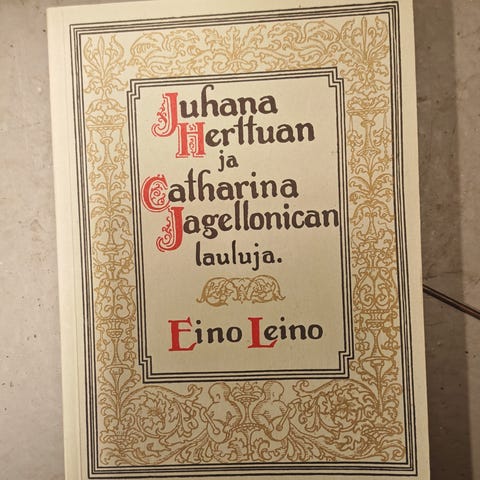 Juhana
Herttuan
ja
Catharina
Jagellonican
lauluja.
Eino Leino